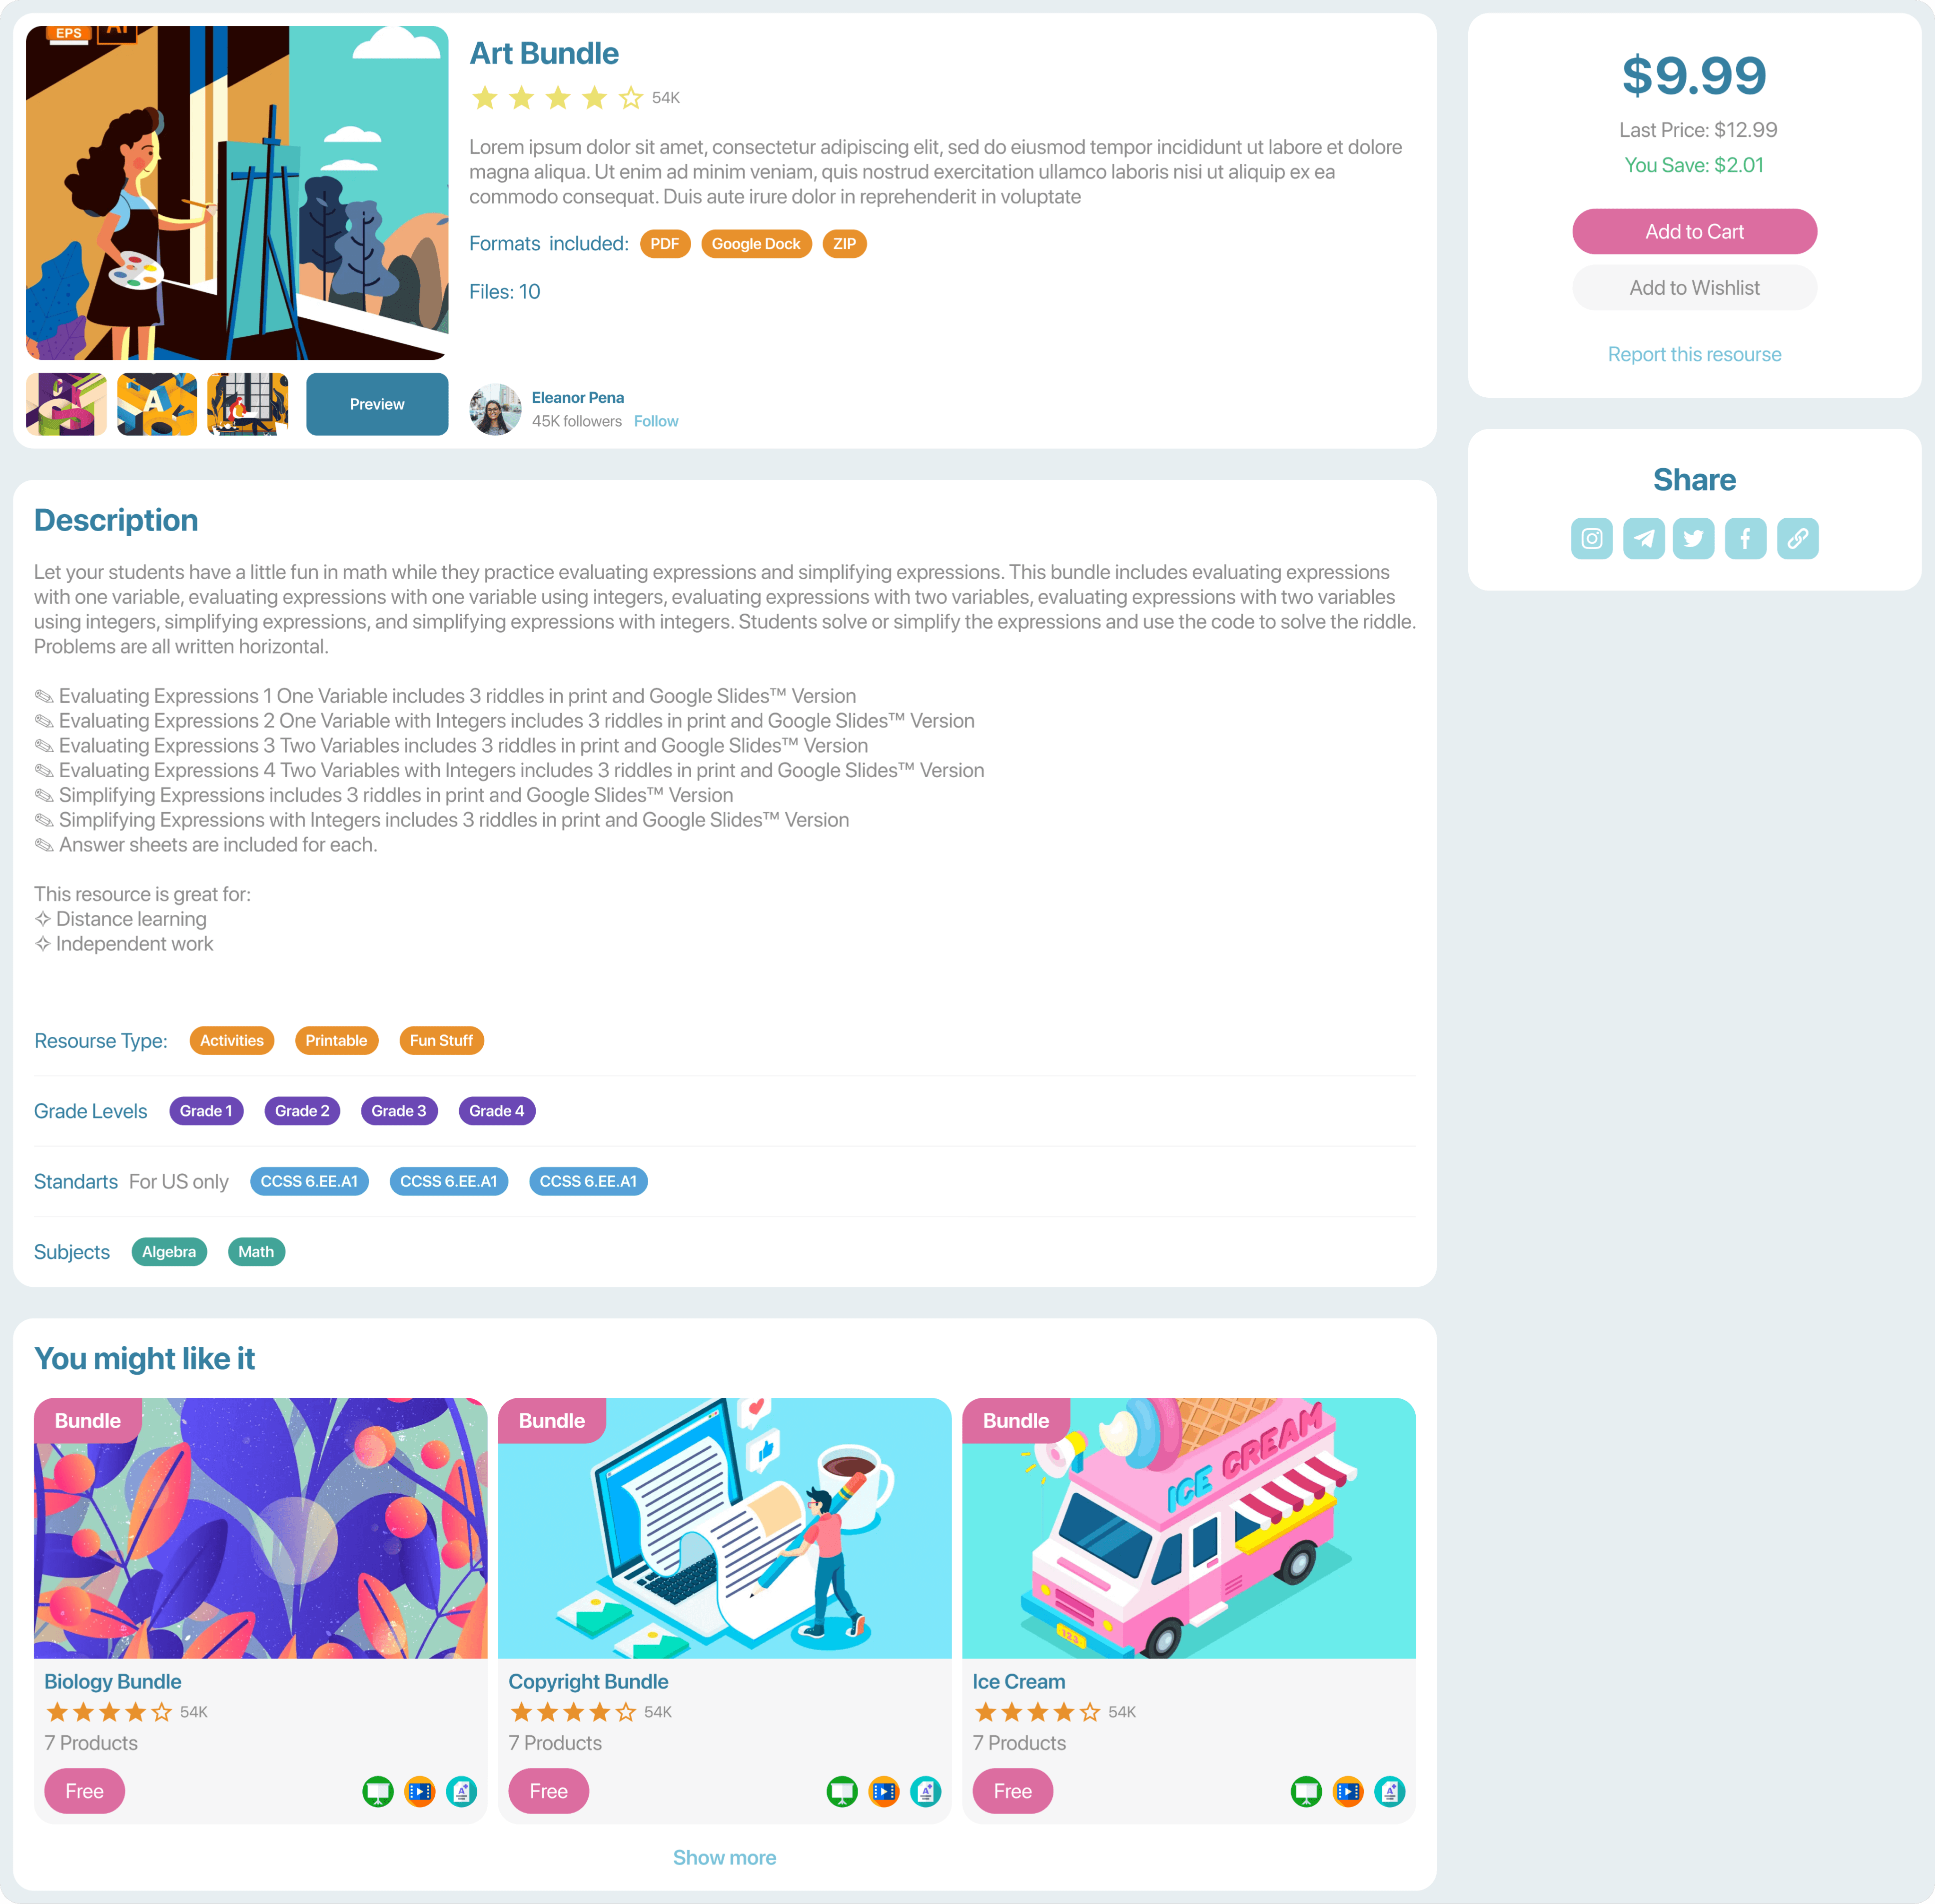 EPS
Art Bundle
54K
Lorem ipsum dolor sit amet, consectetur adipiscing elit, sed do eiusmod tempor incididunt ut labore et dolore
magna aliqua. Ut enim ad minim veniam, quis nostrud exercitation ullamco laboris nisi ut aliquip ex ea
commodo consequat. Duis aute irure dolor in reprehenderit in voluptate
Formats included: PDF Google Dock ZIP
Files: 10
Preview
Eleanor Pena
45K followers Follow
$9.99
Last Price: $12.99
You Save: $2.01
Add to Cart
Add to Wishlist
Report this resourse
Share
Description
Let your students have a little fun in math while they practice evaluating expressions and simplifying expressions. This bundle includes evaluating expressions
with one variable, evaluating expressions with one variable using integers, evaluating expressions with two variables, evaluating expressions with two variables
using integers, simplifying expressions, and simplifying expressions with integers. Students solve or simplify the expressions and use the code to solve the riddle.
Problems are all written horizontal.
✎ Evaluating Expressions 1 One Variable includes 3 riddles in print and Google Slides™ Version
✎ Evaluating Expressions 2 One Variable with Integers includes 3 riddles in print and Google Slides™ Version
✎ Evaluating Expressions 3 Two Variables includes 3 riddles in print and Google Slides™ Version
✎ Evaluating Expressions 4 Two Variables with Integers includes 3 riddles in print and Google Slides™ Version
✎ Simplifying Expressions includes 3 riddles in print and Google Slides™ Version
✎ Simplifying Expressions with Integers includes 3 riddles in print and Google Slides™ Version
✎ Answer sheets are included for each.
This resource is great for:
✧ Distance learning
✧ Independent work
Resourse Type: Activities Printable Fun Stuff
Grade Levels Grade 1 Grade 2 Grade 3 Grade 4
Standarts For US only CCSS 6.EE.A1 CCSS 6.EE.A1 CCSS 6.EE.A1
Subjects Algebra Math
You might like it
Bundle
Biology Bundle
54K
7 Products
Free
Bundle
Copyright Bundle
54K
7 Products
Free
Bundle
ICE CREAM
123
Ice Cream
54K
7 Products
Free
Show more